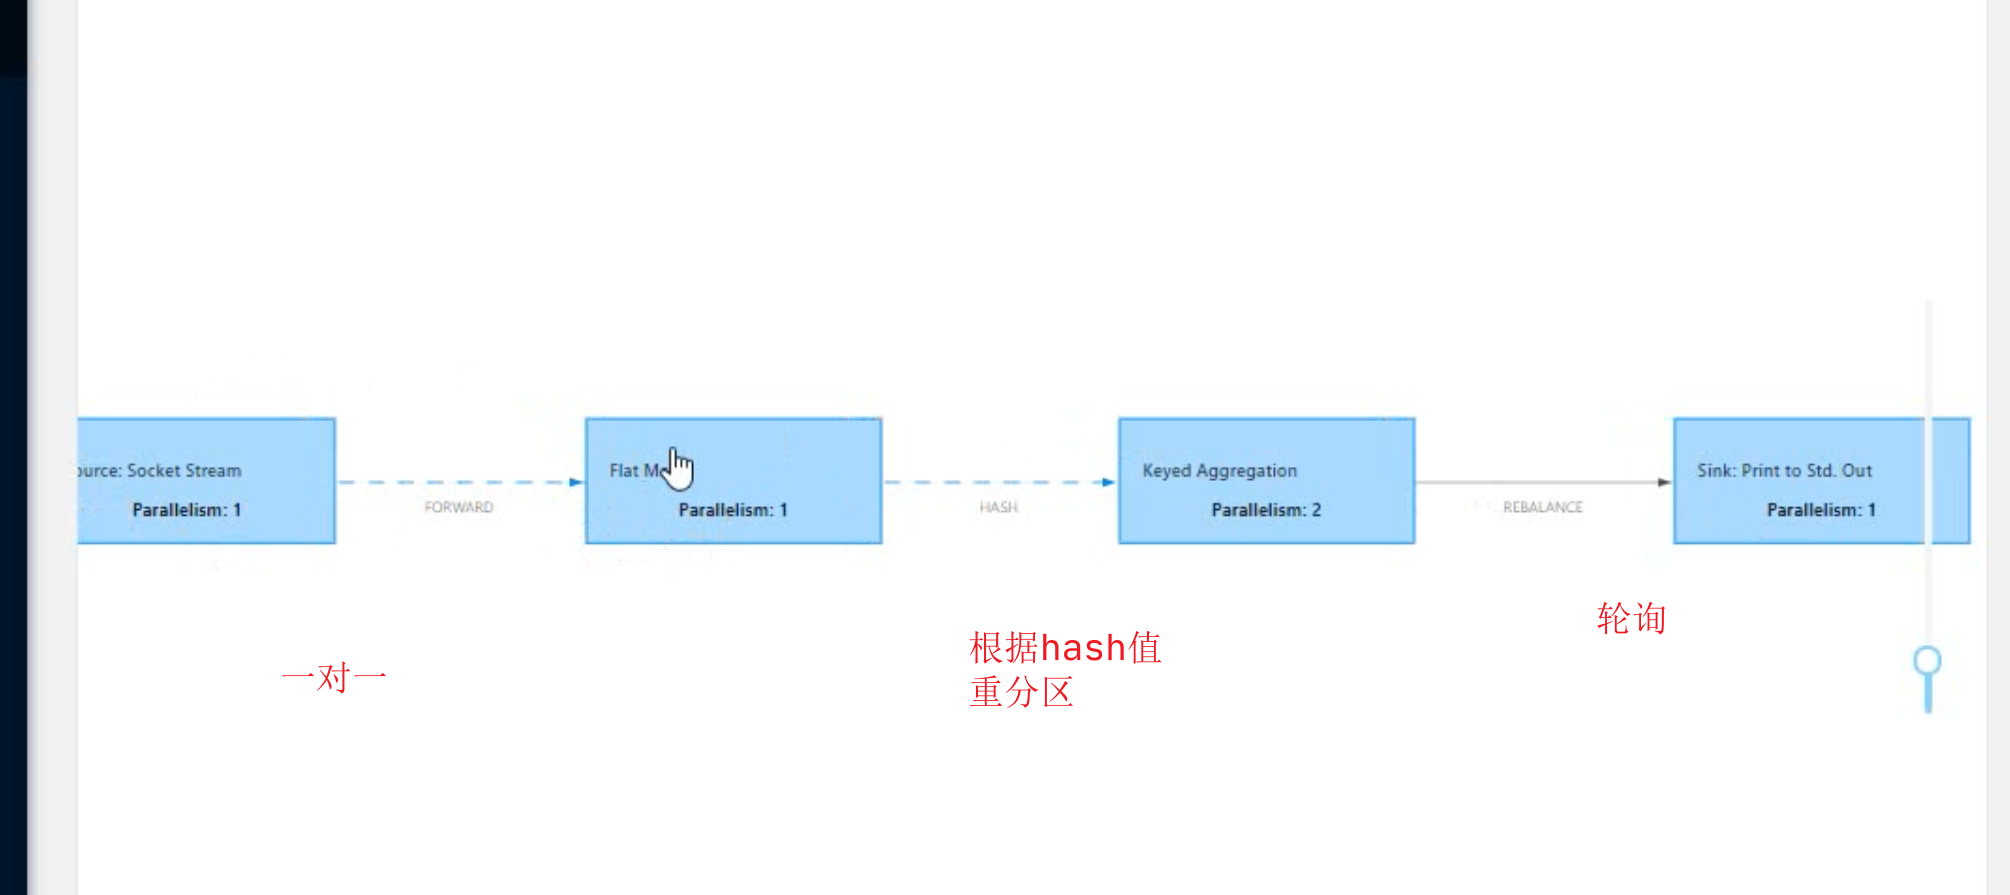 ource: Socket Stream
Parallelism: 1
FORWARD
Flat M
Parallelism: 1
HASH
Keyed Aggregation
Parallelism: 2
REBALANCE
Sink: Print to Std. Out
Parallelism: 1
一对一
根据hash值
重分区
轮询